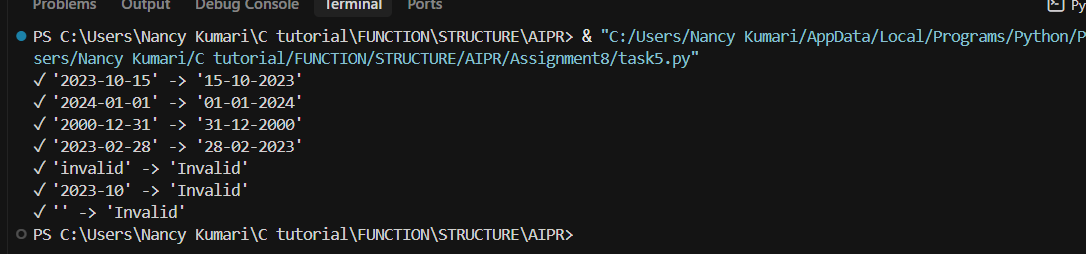 Problems Output Debug Console Terminal Ports Py
PS C:\Users\Nancy Kumari\C tutorial\FUNCTION\STRUCTURE\AIPR> & "C:/Users/Nancy Kumari/AppData/Local/Programs/Python/P
sers/Nancy Kumari/C tutorial/FUNCTION/STRUCTURE/AIPR/Assignment8/task5.py"
✓ '2023-10-15' -> '15-10-2023'
✓ '2024-01-01' -> '01-01-2024'
✓ '2000-12-31' -> '31-12-2000'
✓ '2023-02-28' -> '28-02-2023'
✓ 'invalid' -> 'Invalid'
✓ '2023-10' -> 'Invalid'
✓ '' -> 'Invalid'
PS C:\Users\Nancy Kumari\C tutorial\FUNCTION\STRUCTURE\AIPR>